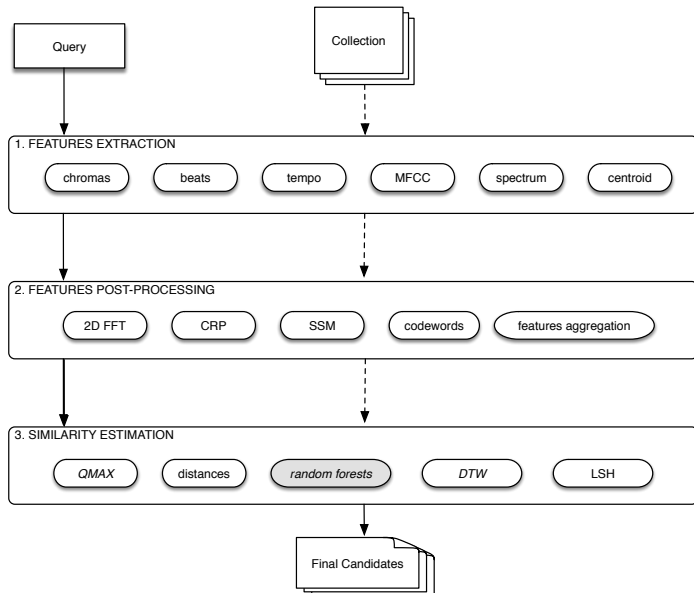 Query
Collection
1. FEATURES EXTRACTION
chromas beats tempo MFCC spectrum centroid
2. FEATURES POST-PROCESSING
2D FFT CRP SSM codewords features aggregation
3. SIMILARITY ESTIMATION
QMAX distances random forests DTW LSH
Final Candidates